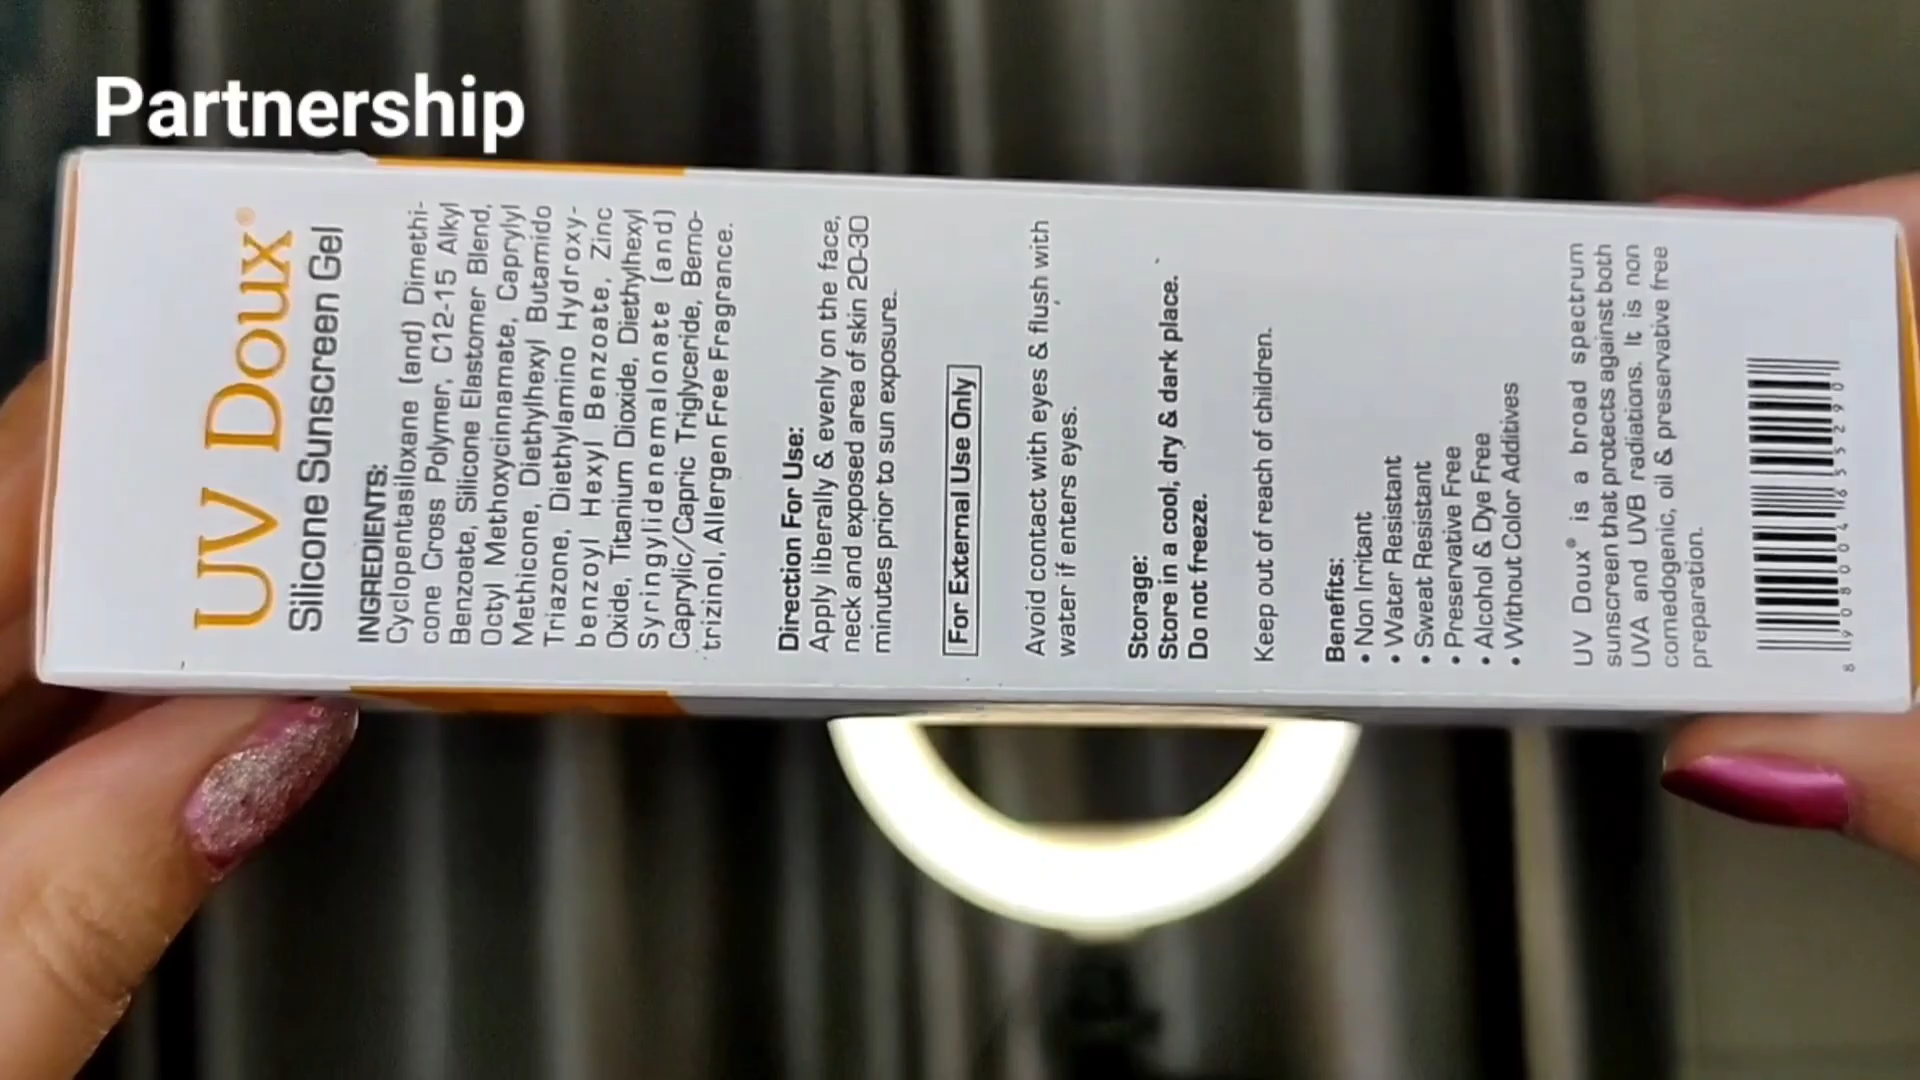 Partnership
UV Doux®
Silicone Sunscreen Gel
INGREDIENTS:
Cyclopentasiloxane (and) Dimethi-
cone Cross Polymer, C12-15 Alkyl
Benzoate, Silicone Elastomer Blend,
Octyl Methoxycinnamate, Caprylyl
Methicone, Diethylhexyl Butamido
Triazone, Diethylamino Hydroxy-
benzoyl Hexyl Benzoate, Zinc
Oxide, Titanium Dioxide, Diethylhexyl
Syringylidenemalonate (and)
Caprylic/Capric Triglyceride, Bemo-
trizinol, Allergen Free Fragrance.
Direction For Use:
Apply liberally & evenly on the face,
neck and exposed area of skin 20-30
minutes prior to sun exposure.
For External Use Only
Avoid contact with eyes & flush with
water if enters eyes.
Storage:
Store in a cool, dry & dark place.
Do not freeze.
Keep out of reach of children.
Benefits:
• Non Irritant
• Water Resistant
• Sweat Resistant
• Preservative Free
• Alcohol & Dye Free
• Without Color Additives
UV Doux® is a broad spectrum
sunscreen that protects against both
UVA and UVB radiations. It is non
comedogenic, oil & preservative free
preparation.
8 908004 653290